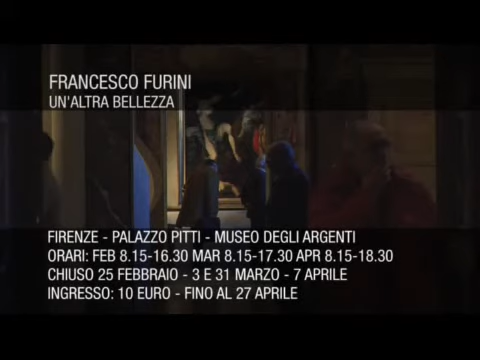 FRANCESCO FURINI
UN'ALTRA BELLEZZA
FIRENZE - PALAZZO PITTI - MUSEO DEGLI ARGENTI
ORARI: FEB 8.15-16.30 MAR 8.15-17.30 APR 8.15-18.30
CHIUSO 25 FEBBRAIO - 3 E 31 MARZO - 7 APRILE
INGRESSO: 10 EURO - FINO AL 27 APRILE